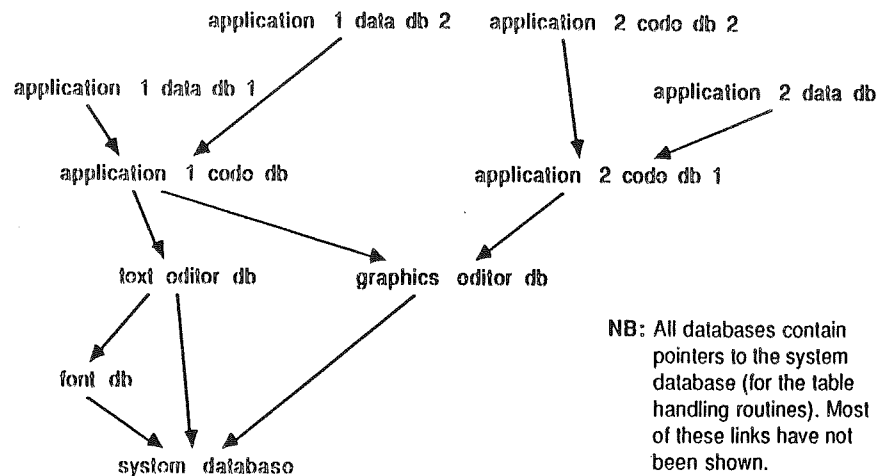 application 1 data db 2
application 2 code db 2
application 1 data db 1
application 2 data db
application 1 code db
application 2 code db 1
text editor db
graphics editor db
font db
system database
NB: All databases contain
pointers to the system
database (for the table
handling routines). Most
of these links have not
been shown.